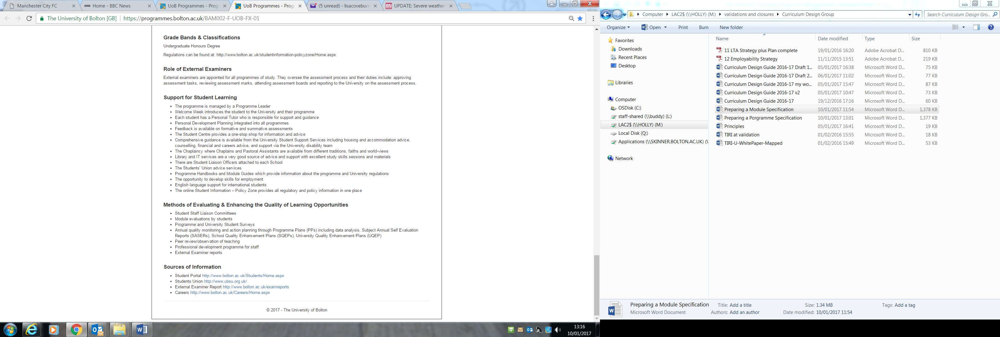 Manchester City FC
BBC Home - BBC News
UoB Programmes - Prog
UoB Programmes - Prog
(5 unread) - lisacoveburr
BN UPDATE: Severe weather
The University of Bolton [GB] https://programmes.bolton.ac.uk/BAM002-F-UOB-FX-01
Grade Bands & Classifications
Undergraduate Honours Degree
Regulations can be found at: http://www.bolton.ac.uk/studentinformation-policyzone/Home.aspx
Role of External Examiners
External examiners are appointed for all programmes of study. They oversee the assessment process and their duties include: approving
assessment tasks, reviewing assessment marks, attending assessment boards and reporting to the University on the assessment process.
Support for Student Learning
• The programme is managed by a Programme Leader
• Welcome Week introduces the student to the University and their programme
• Each student has a Personal Tutor who is responsible for support and guidance
• Personal Development Planning integrated into all programmes
• Feedback is available on formative and summative assessments
• The Student Centre provides a one-stop shop for information and advice
• Comprehensive guidance is available from the University Student Support Services including housing and accommodation advice,
counselling, financial and careers advice, and support via the University disability team
• The Chaplaincy where Chaplains and Pastoral Assistants are available from different traditions, faiths and world-views
• Library and IT services are a very good source of advice and support with excellent study skills sessions and materials
• There are Student Liaison Officers attached to each School
• The Students' Union advice services
• Programme Handbooks and Module Guides which provide information about the programme and University regulations
• The opportunity to develop skills for employment
• English language support for international students
• The online Student Information – Policy Zone provides all regulatory and policy information in one place
Methods of Evaluating & Enhancing the Quality of Learning Opportunities
• Student Staff Liaison Committees
• Module evaluations by students
• Programme and University Student Surveys
• Annual quality monitoring and action planning through Programme Plans (PPs) including data analysis, Subject Annual Self Evaluation
Reports (SASERs), School Quality Enhancement Plans (SQEPs), University Quality Enhancement Plans (UQEP)
• Peer review/observation of teaching
• Professional development programme for staff
• External Examiner reports
Sources of Information
• Student Portal http://www.bolton.ac.uk/Students/Home.aspx
• Students Union http://www.ubsu.org.uk/
• External Examiner Report http://www.bolton.ac.uk/examreports
• Careers http://www.bolton.ac.uk/Careers/Home.aspx
© 2017 - The University of Bolton
13:16
10/01/2017
Computer LAC2$ (\\HOLLY) (M:) validations and closures Curriculum Design Group
Search Curriculum Design Gro...
Organize Open Print Burn New folder
Favorites
Downloads
Recent Places
Desktop
Libraries
Computer
OSDisk (C:)
staff-shared (\\buddy) (L:)
LAC2$ (\\HOLLY) (M:)
Local Disk (Q:)
Applications (\\SKINNER.BOLTON.AC.UK) (\
Network
Name Date modified Type Size
11 LTA Strategy plus Plan complete 19/01/2016 16:20 Adobe Acrobat D... 810 KB
12 Employability Strategy 11/11/2015 13:51 Adobe Acrobat D... 219 KB
Curriculum Design Guide 2016-17 Draft 1... 05/01/2017 16:38 Microsoft Word D... 75 KB
Curriculum Design Guide 2016-17 Draft 2... 06/01/2017 11:02 Microsoft Word D... 77 KB
Curriculum Design Guide 2016-17 my wo... 05/01/2017 15:47 Microsoft Word D... 87 KB
Curriculum Design Guide 2016-17 v2 05/01/2017 10:47 Microsoft Word D... 73 KB
Curriculum Design Guide 2016-17 19/12/2016 17:16 Microsoft Word D... 60 KB
Preparing a Module Specification 10/01/2017 11:54 Microsoft Word D... 1,378 KB
Preparing a Porgramme Specification 10/01/2017 13:01 Microsoft Word D... 1,377 KB
Principles 05/01/2017 16:41 Microsoft Word D... 19 KB
TIRI at validation 01/02/2016 15:55 Microsoft Word D... 18 KB
TIRI-U-WhitePaper-Mapped 01/02/2016 15:49 Microsoft Word D... 53 KB
Preparing a Module Specification Title: Add a title Size: 1.34 MB Tags: Add a tag
Microsoft Word Document Authors: Add an author Date modified: 10/01/2017 11:54